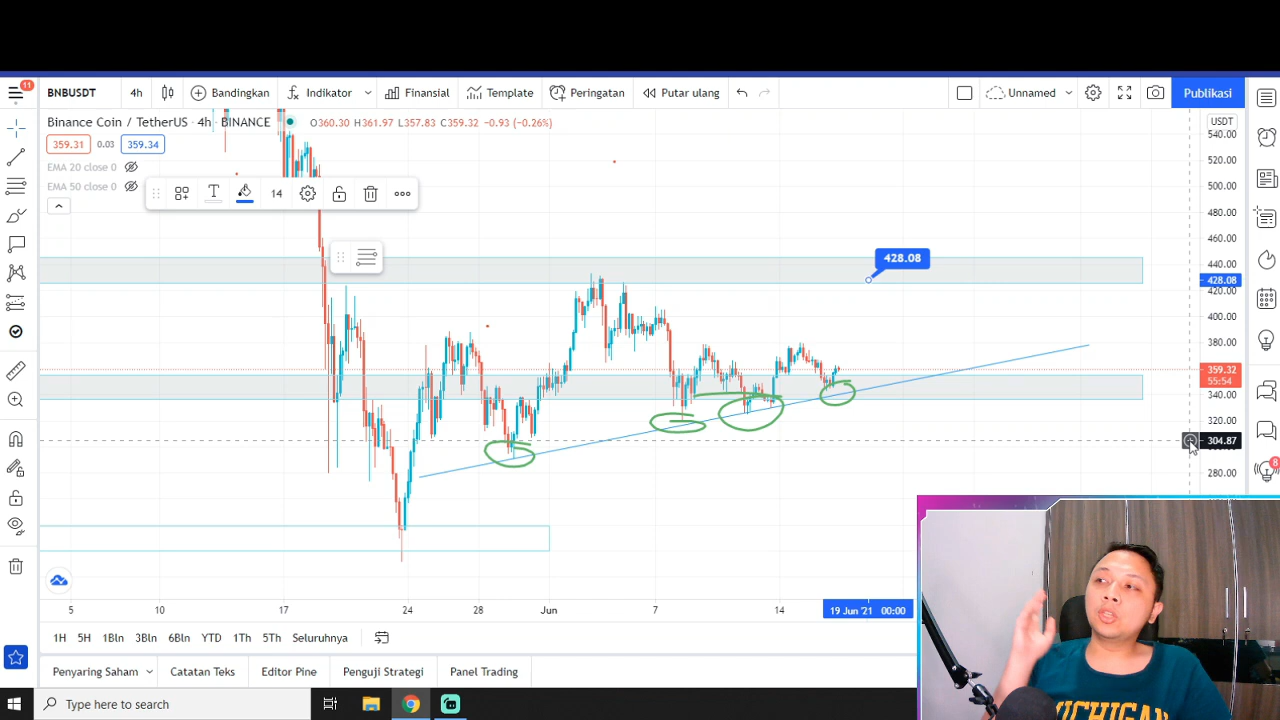 11
BNBUSDT
4h
Bandingkan
Indikator
Finansial
Template
Peringatan
Putar ulang
Unnamed
Publikasi
Binance Coin / TetherUS · 4h · BINANCE
O360.30 H361.97 L357.83 C359.32 −0.93 (−0.26%)
USDT
540.00
359.31
0.03
359.34
520.00
EMA 20 close 0
EMA 50 close 0
14
500.00
480.00
460.00
428.08
440.00
428.08
420.00
400.00
380.00
359.32
55:54
340.00
320.00
304.87
280.00
8
5
10
17
24
28
Jun
7
14
19 Jun '21 00:00
1H
5H
1Bln
3Bln
6Bln
YTD
1Th
5Th
Seluruhnya
Penyaring Saham
Catatan Teks
Editor Pine
Penguji Strategi
Panel Trading
Type here to search
MICHIGAN